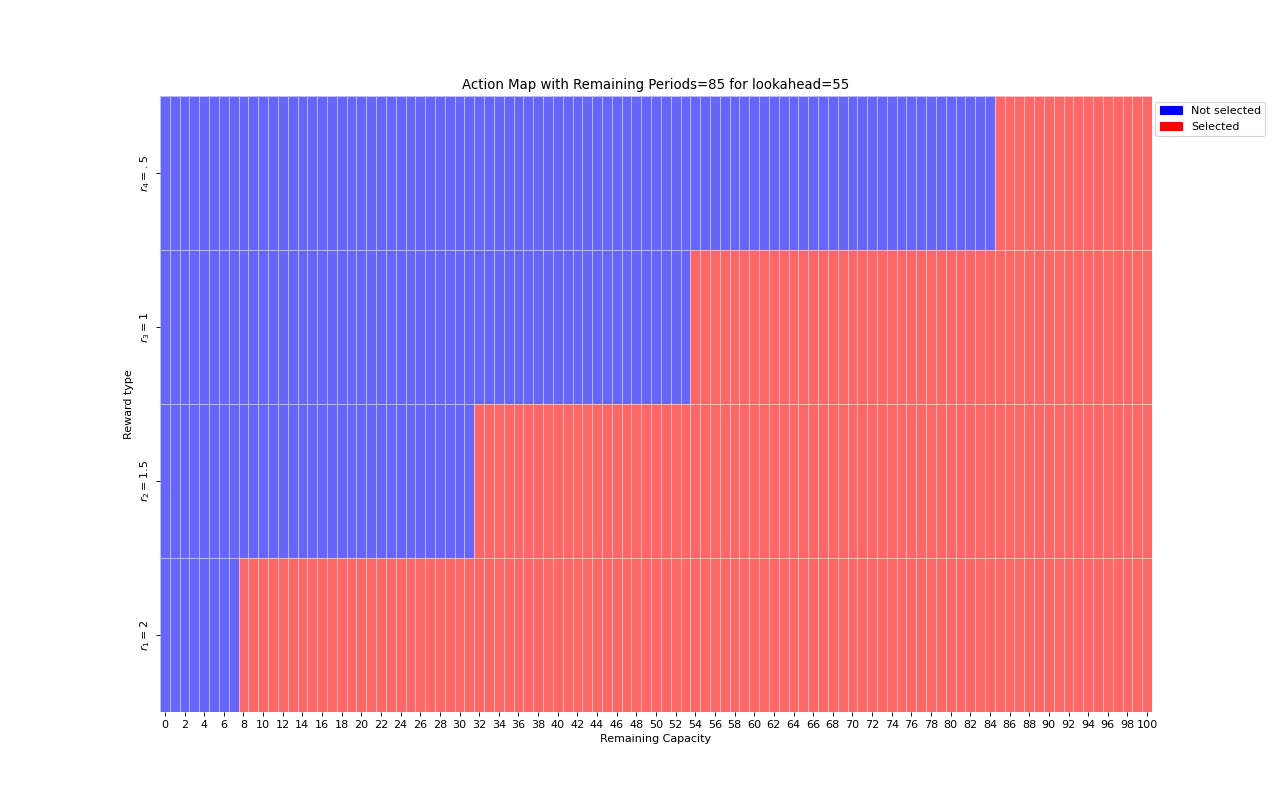 Action Map with Remaining Periods=85 for lookahead=55
Not selected
Selected
Reward type
r₄ = .5
r₃ = 1
r₂ = 1.5
r₁ = 2
0 2 4 6 8 10 12 14 16 18 20 22 24 26 28 30 32 34 36 38 40 42 44 46 48 50 52 54 56 58 60 62 64 66 68 70 72 74 76 78 80 82 84 86 88 90 92 94 96 98 100
Remaining Capacity